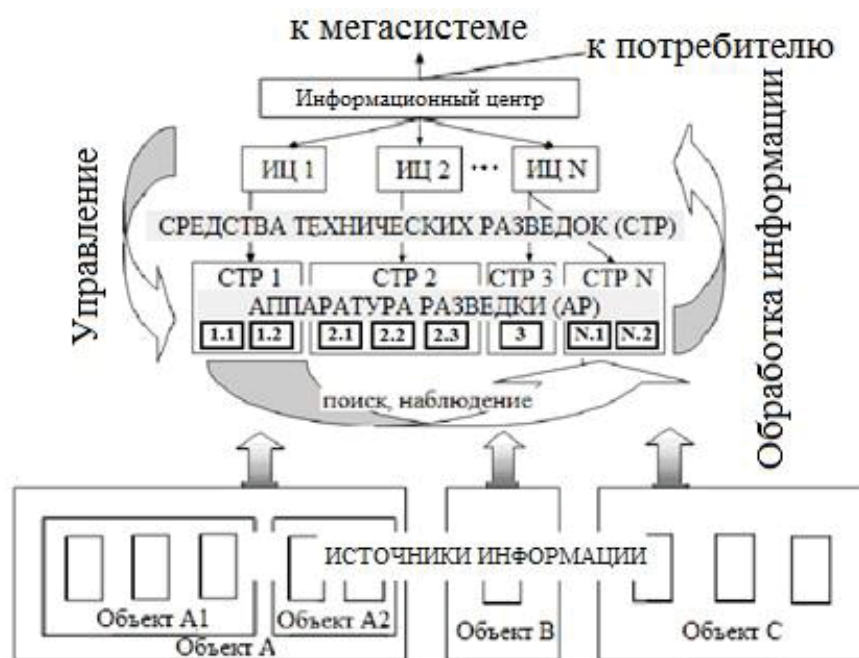 к мегасистеме
к потребителю
Информационный центр
ИЦ 1 ИЦ 2 ... ИЦ N
Управление
Обработка информации
СРЕДСТВА ТЕХНИЧЕСКИХ РАЗВЕДОК (СТР)
СТР 1 СТР 2 СТР 3 СТР N
АППАРАТУРА РАЗВЕДКИ (АР)
1.1 1.2 2.1 2.2 2.3 3 N.1 N.2
поиск, наблюдение
ИСТОЧНИКИ ИНФОРМАЦИИ
Объект А1 Объект А2
Объект А Объект В Объект С